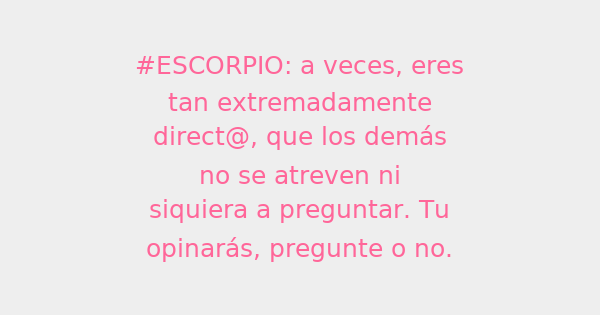 #ESCORPIO: a veces, eres
tan extremadamente
direct@, que los demás
no se atreven ni
siquiera a preguntar. Tu
opinarás, pregunte o no.